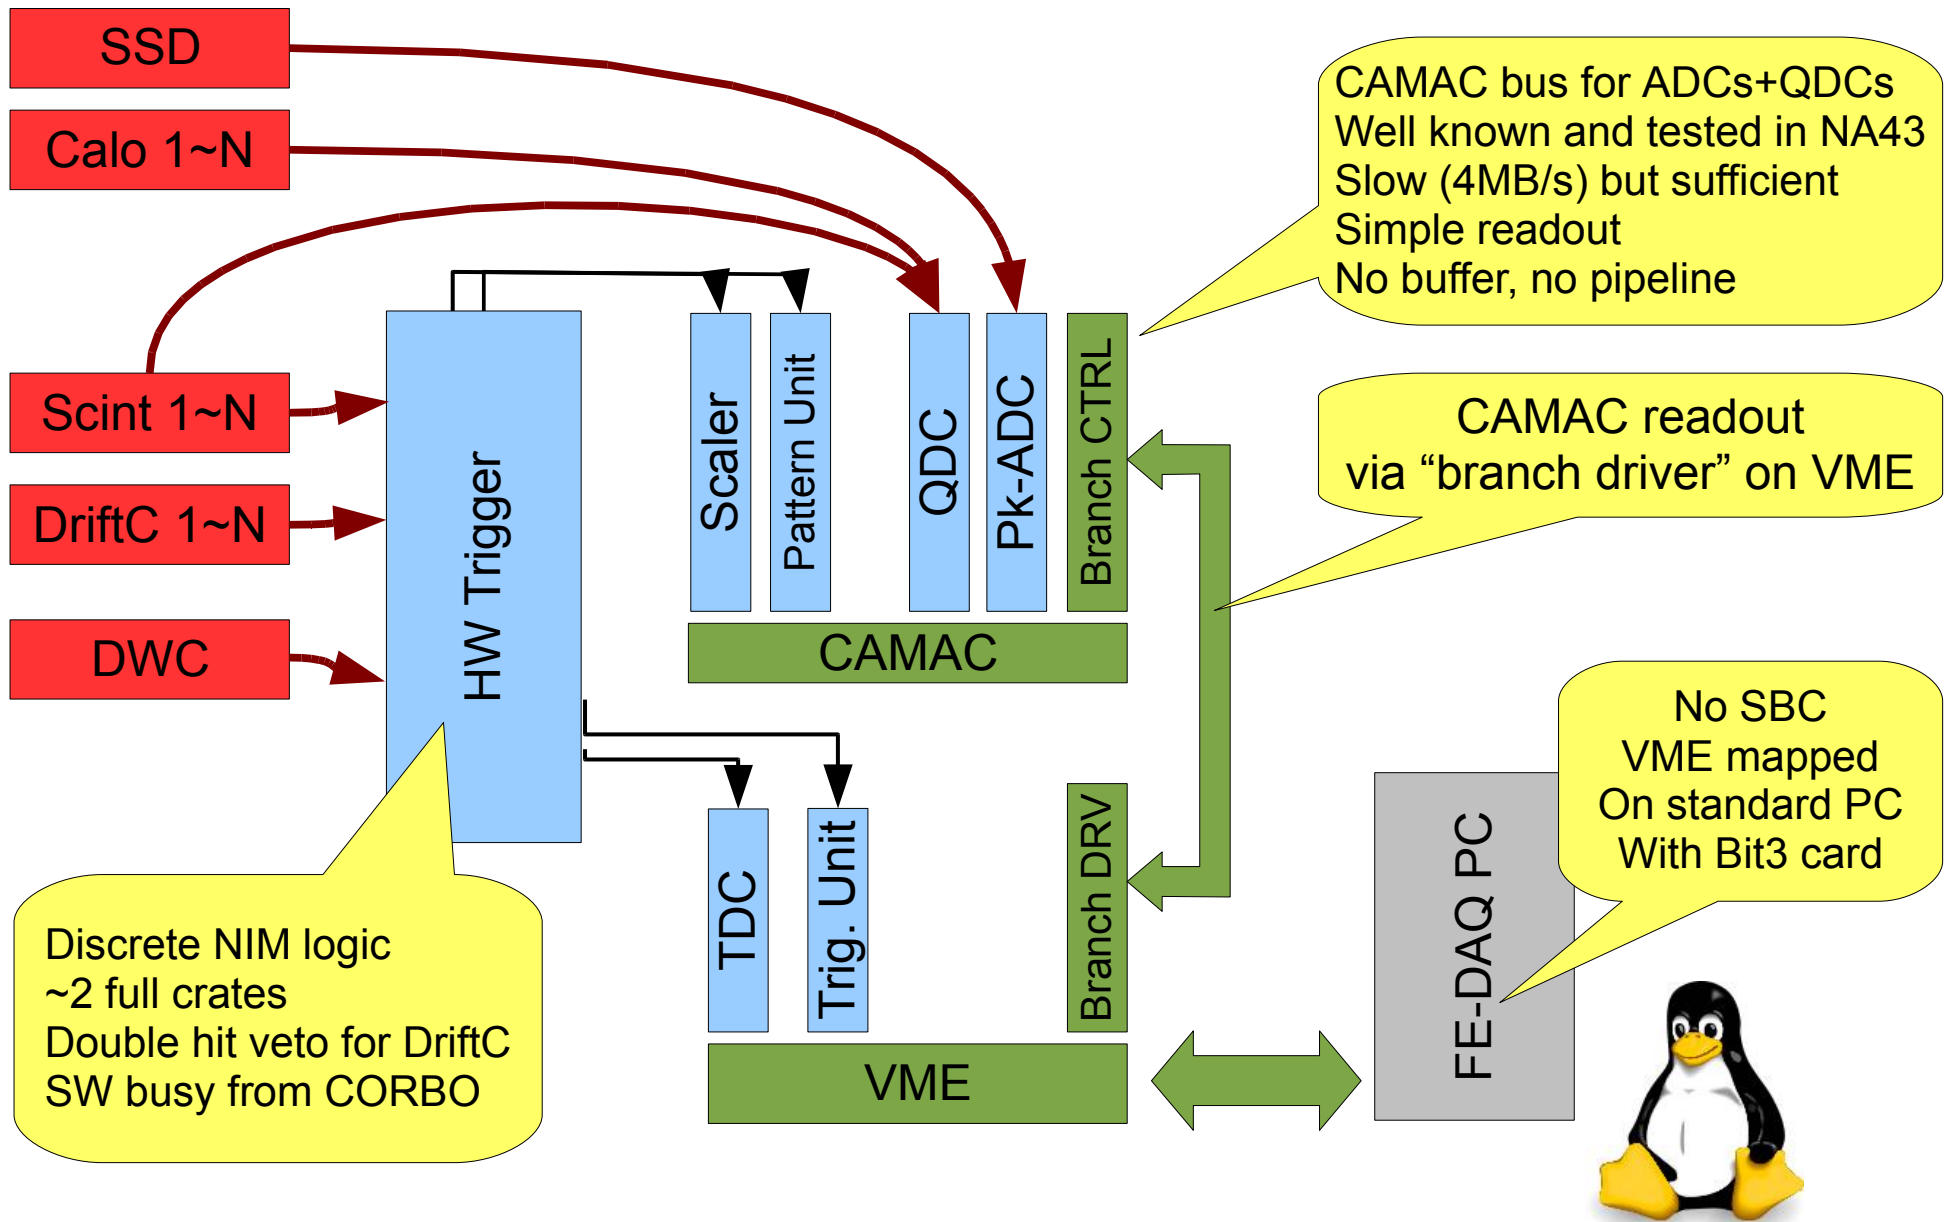 SSD
Calo 1~N
Scint 1~N
DriftC 1~N
DWC
HW Trigger
Scaler
Pattern Unit
QDC
Pk-ADC
Branch CTRL
CAMAC
TDC
Trig. Unit
Branch DRV
VME
FE-DAQ PC
CAMAC bus for ADCs+QDCs
Well known and tested in NA43
Slow (4MB/s) but sufficient
Simple readout
No buffer, no pipeline
CAMAC readout
via “branch driver” on VME
No SBC
VME mapped
On standard PC
With Bit3 card
Discrete NIM logic
~2 full crates
Double hit veto for DriftC
SW busy from CORBO